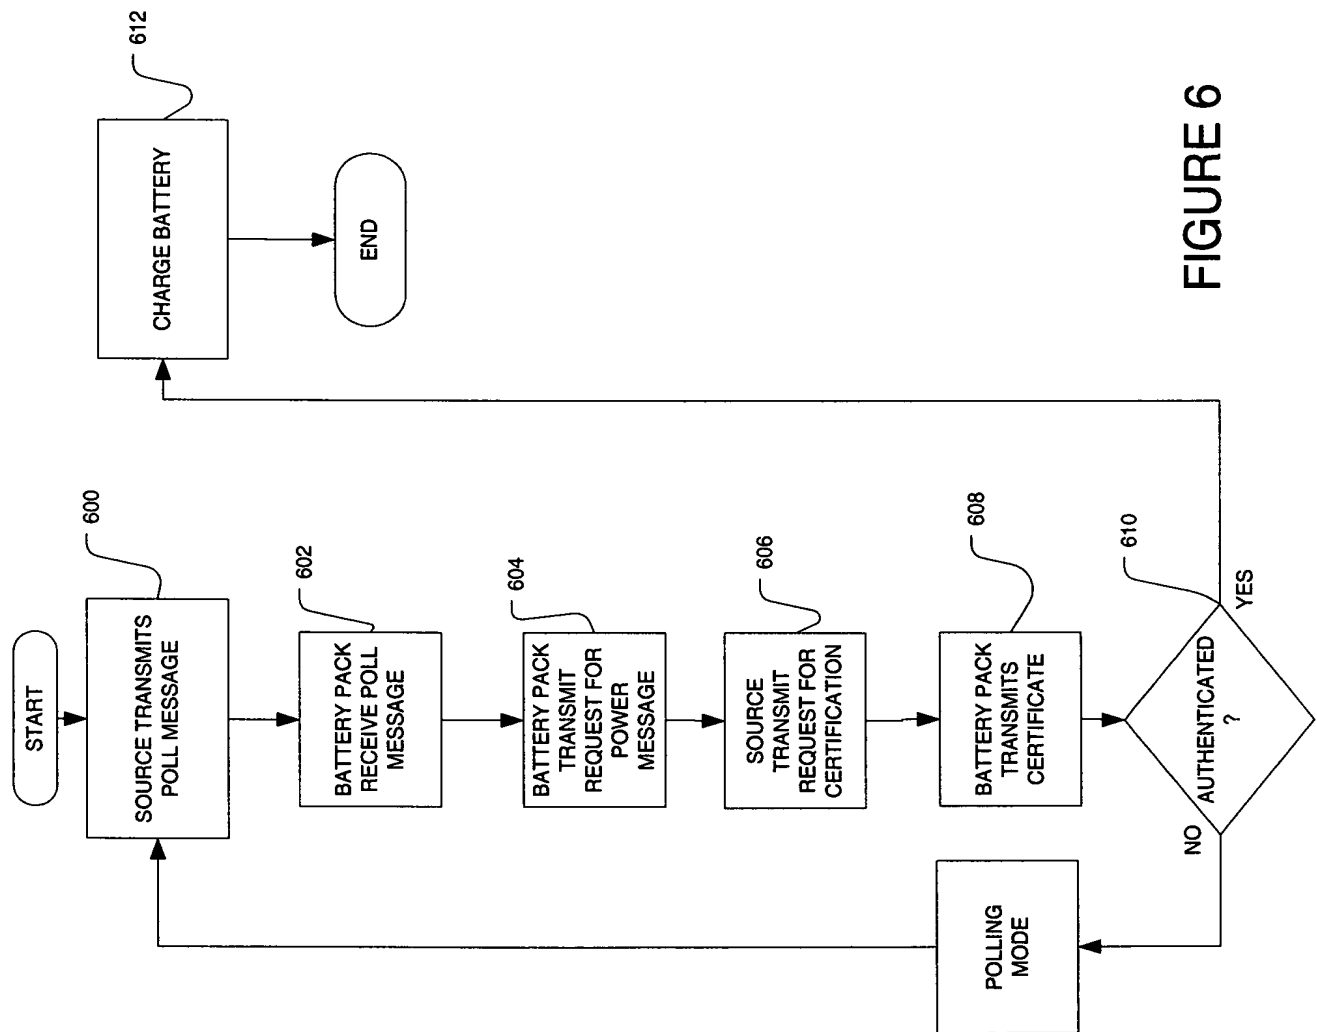 START
SOURCE TRANSMITS
POLL MESSAGE
600
BATTERY PACK
RECEIVE POLL
MESSAGE
602
BATTERY PACK
TRANSMIT
REQUEST FOR
POWER
MESSAGE
604
SOURCE
TRANSMIT
REQUEST FOR
CERTIFICATION
606
BATTERY PACK
TRANSMITS
CERTIFICATE
608
AUTHENTICATED
?
610
NO
YES
POLLING
MODE
CHARGE BATTERY
612
END
FIGURE 6